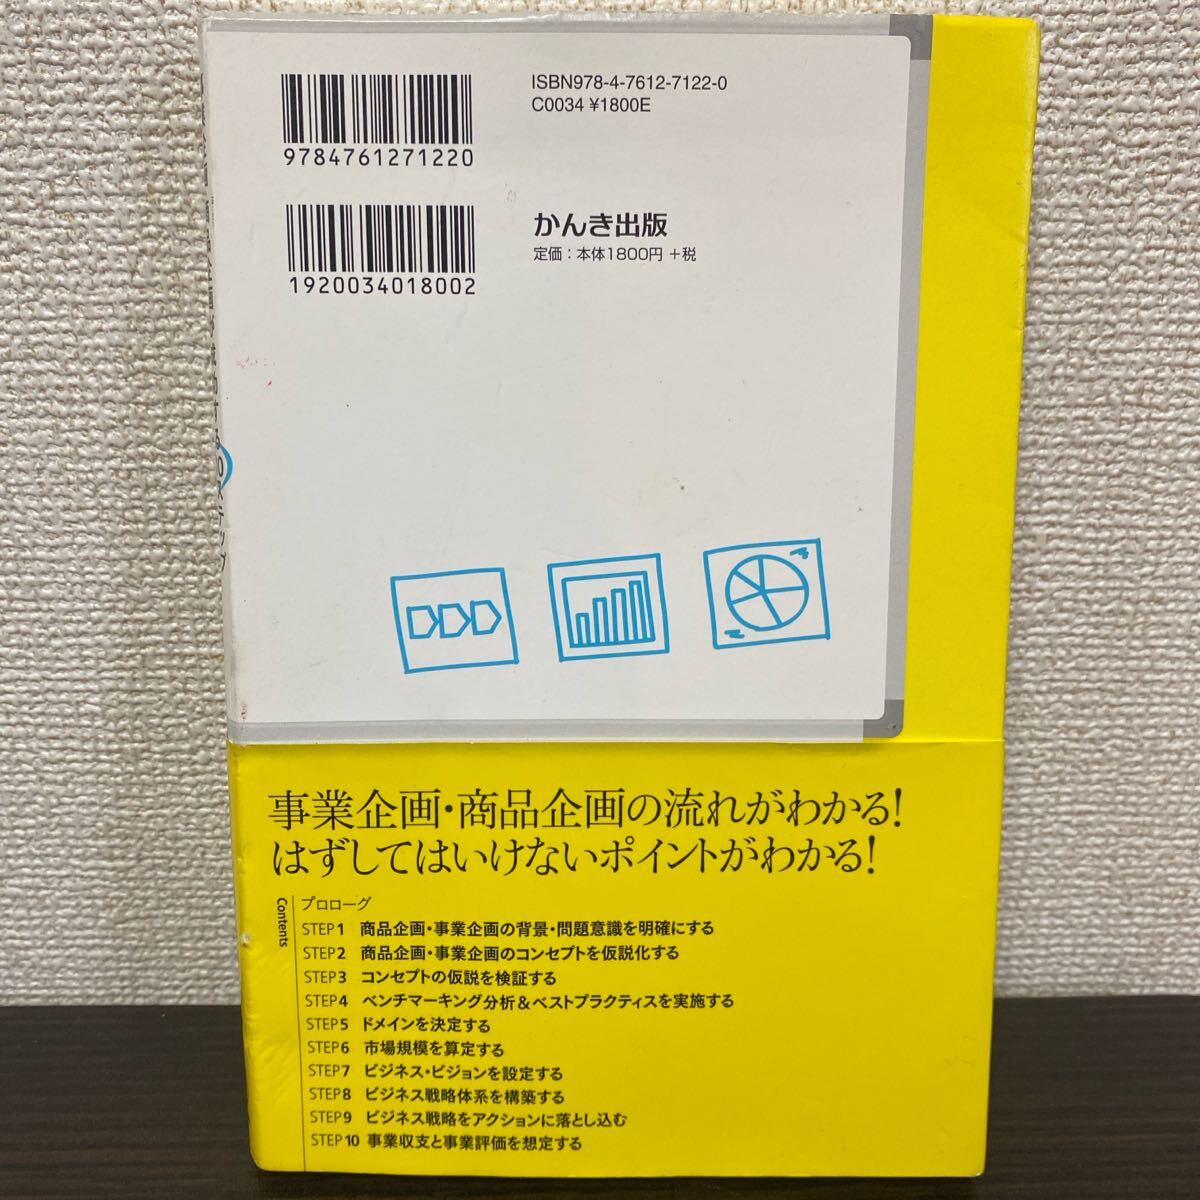 ISBN978-4-7612-7122-0
C0034 ¥1800E
9784761271220
1920034018002
かんき出版
定価：本体1800円＋税
事業企画・商品企画の流れがわかる！
はずしてはいけないポイントがわかる！
Contents
プロローグ
STEP1 商品企画・事業企画の背景・問題意識を明確にする
STEP2 商品企画・事業企画のコンセプトを仮説化する
STEP3 コンセプトの仮説を検証する
STEP4 ベンチマーキング分析＆ベストプラクティスを実施する
STEP5 ドメインを決定する
STEP6 市場規模を算定する
STEP7 ビジネス・ビジョンを設定する
STEP8 ビジネス戦略体系を構築する
STEP9 ビジネス戦略をアクションに落とし込む
STEP10 事業収支と事業評価を想定する